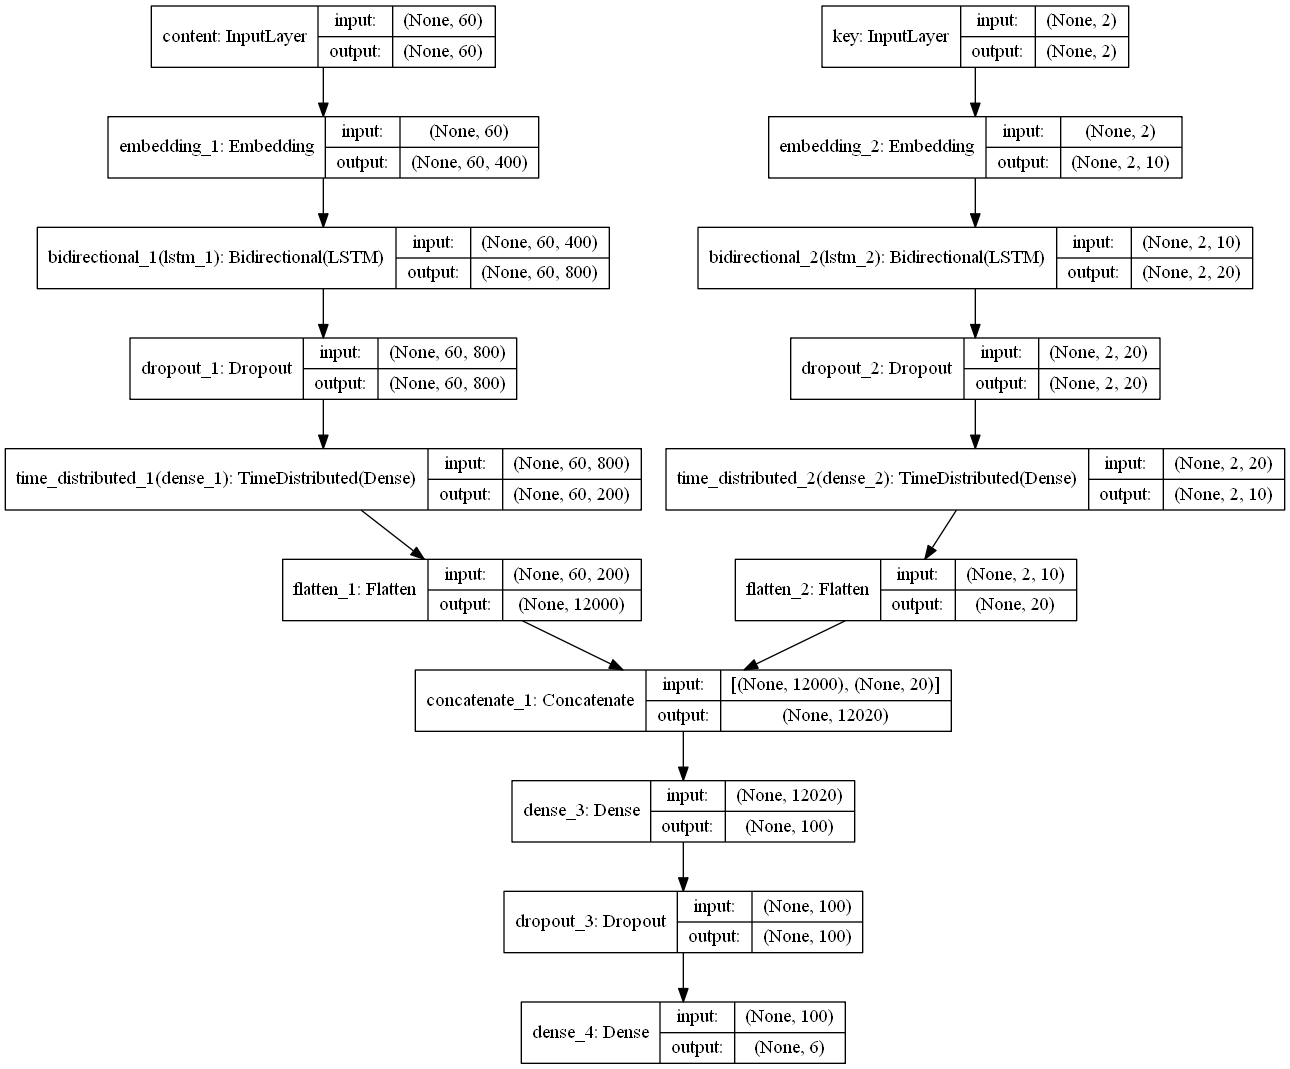 content: InputLayer
input:
(None, 60)
output:
(None, 60)
key: InputLayer
input:
(None, 2)
output:
(None, 2)
embedding_1: Embedding
input:
(None, 60)
output:
(None, 60, 400)
embedding_2: Embedding
input:
(None, 2)
output:
(None, 2, 10)
bidirectional_1(lstm_1): Bidirectional(LSTM)
input:
(None, 60, 400)
output:
(None, 60, 800)
bidirectional_2(lstm_2): Bidirectional(LSTM)
input:
(None, 2, 10)
output:
(None, 2, 20)
dropout_1: Dropout
input:
(None, 60, 800)
output:
(None, 60, 800)
dropout_2: Dropout
input:
(None, 2, 20)
output:
(None, 2, 20)
time_distributed_1(dense_1): TimeDistributed(Dense)
input:
(None, 60, 800)
output:
(None, 60, 200)
time_distributed_2(dense_2): TimeDistributed(Dense)
input:
(None, 2, 20)
output:
(None, 2, 10)
flatten_1: Flatten
input:
(None, 60, 200)
output:
(None, 12000)
flatten_2: Flatten
input:
(None, 2, 10)
output:
(None, 20)
concatenate_1: Concatenate
input:
[(None, 12000), (None, 20)]
output:
(None, 12020)
dense_3: Dense
input:
(None, 12020)
output:
(None, 100)
dropout_3: Dropout
input:
(None, 100)
output:
(None, 100)
dense_4: Dense
input:
(None, 100)
output:
(None, 6)